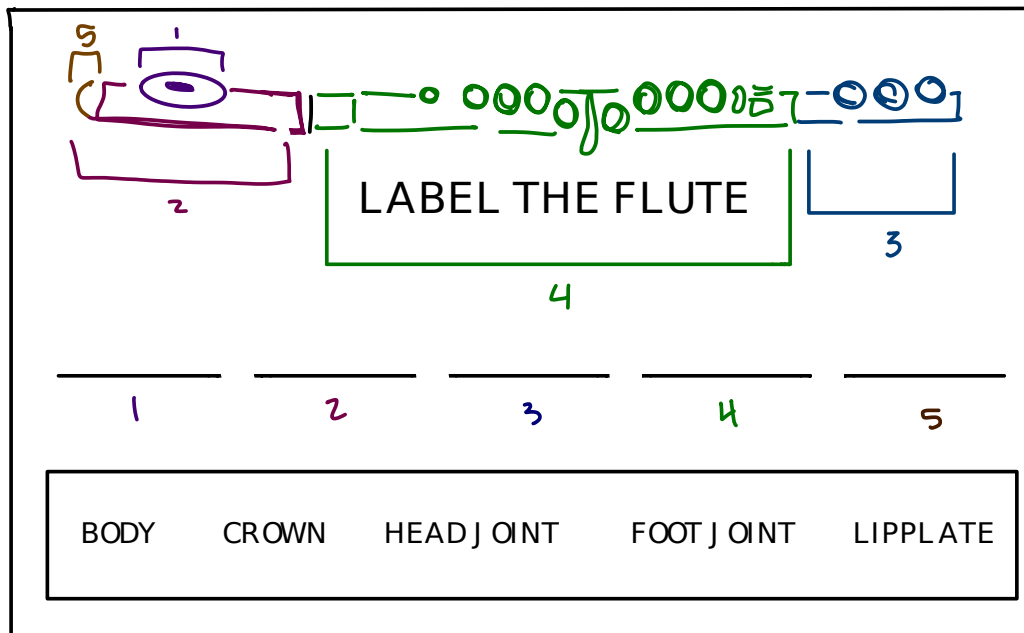 5 1
2
LABEL THE FLUTE
3
4
1 2 3 4 5
BODY CROWN HEAD JOINT FOOT JOINT LIPPLATE